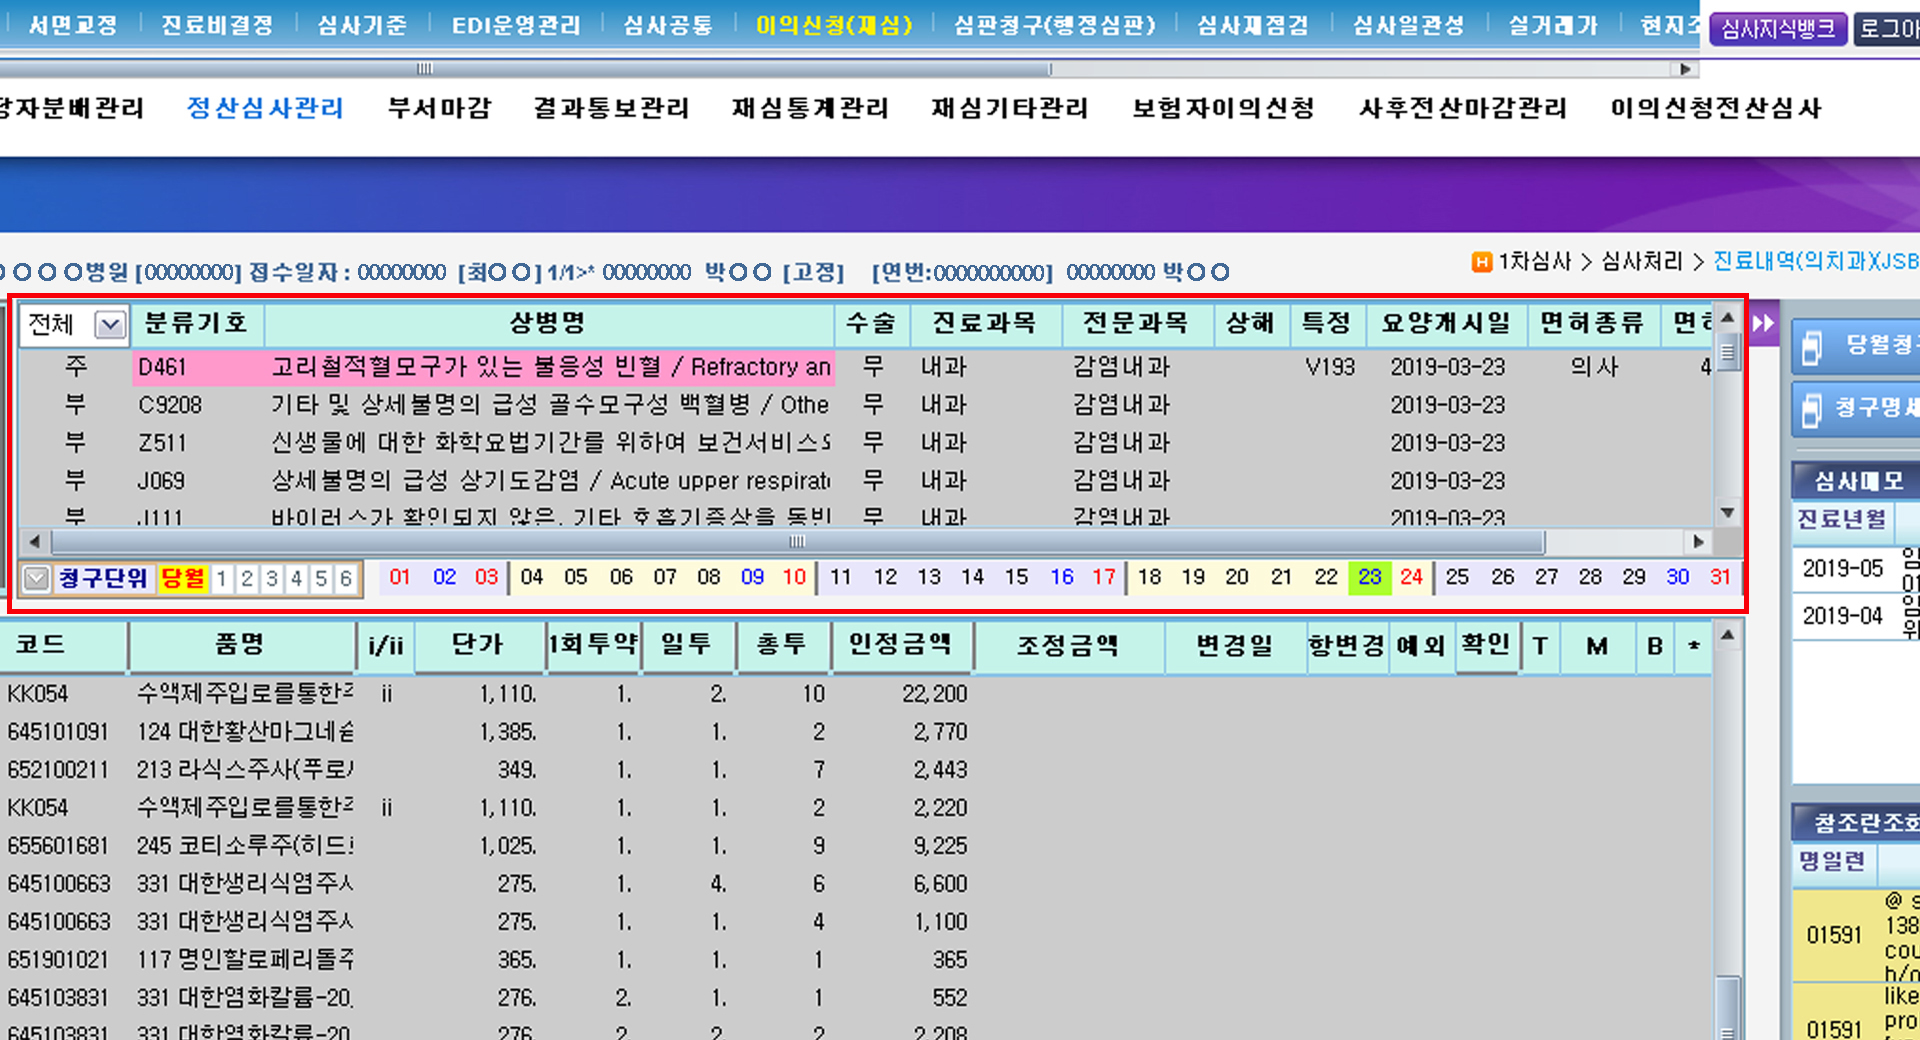 서면교정 진료비결정 심사기준 EDI운영관리 심사공통 이의신청(재심) 심판청구(행정심판) 심사재점검 심사일관성 실거래가 현지조 심사지식뱅크 로그아
당자분배관리 정산심사관리 부서마감 결과통보관리 재심통계관리 재심기타관리 보험자이의신청 사후전산마감관리 이의신청전산심사
○○○○병원 [00000000] 접수일자 : 00000000 [최○○] 1/1>* 00000000 박○○ [고정] [연번:0000000000] 00000000 박○○
H 1차심사 > 심사처리 > 진료내역(의치과)(JSB
전체 분류기호 상병명 수술 진료과목 전문과목 상해 특정 요양개시일 면허종류 면허
주 D461 고리철적혈모구가 있는 불응성 빈혈 / Refractory an 무 내과 감염내과 V193 2019-03-23 의사 4
부 C9208 기타 및 상세불명의 급성 골수모구성 백혈병 / Othe 무 내과 감염내과 2019-03-23
부 Z511 신생물에 대한 화학요법기간를 위하여 보건서비스으 무 내과 감염내과 2019-03-23
부 J069 상세불명의 급성 상기도감염 / Acute upper respirat 무 내과 감염내과 2019-03-23
부 J111 바이러스가 확인되지 않은, 기타 호흡기증상을 동반 무 내과 감염내과 2019-03-23
청구단위 당월 1 2 3 4 5 6 01 02 03 04 05 06 07 08 09 10 11 12 13 14 15 16 17 18 19 20 21 22 23 24 25 26 27 28 29 30 31
코드 품명 i/ii 단가 1회투약 일투 총투 인정금액 조정금액 변경일 항변경 예외 확인 T M B *
KK054 수액제주입로를통한주 ii 1,110. 1. 2. 10 22,200
645101091 124 대한황산마그네슘 1,385. 1. 1. 2 2,770
652100211 213 라식스주사(푸로 349. 1. 1. 7 2,443
KK054 수액제주입로를통한주 ii 1,110. 1. 1. 2 2,220
655601681 245 코티소루주(히드 1,025. 1. 1. 9 9,225
645100663 331 대한생리식염주 275. 1. 4. 6 6,600
645100663 331 대한생리식염주 275. 1. 1. 4 1,100
651901021 117 명인할로페리돌주 365. 1. 1. 1 365
645103831 331 대한염화칼륨-20 276. 2. 1. 1 552
645103831 331 대한염화칼륨-20 276 2 2 2 2,208
당월청구
청구명세
심사메모
진료년월
2019-05 01
2019-04
참조란조회
명일련
01591 @ s
138
cou
h/o
like
01591 pro